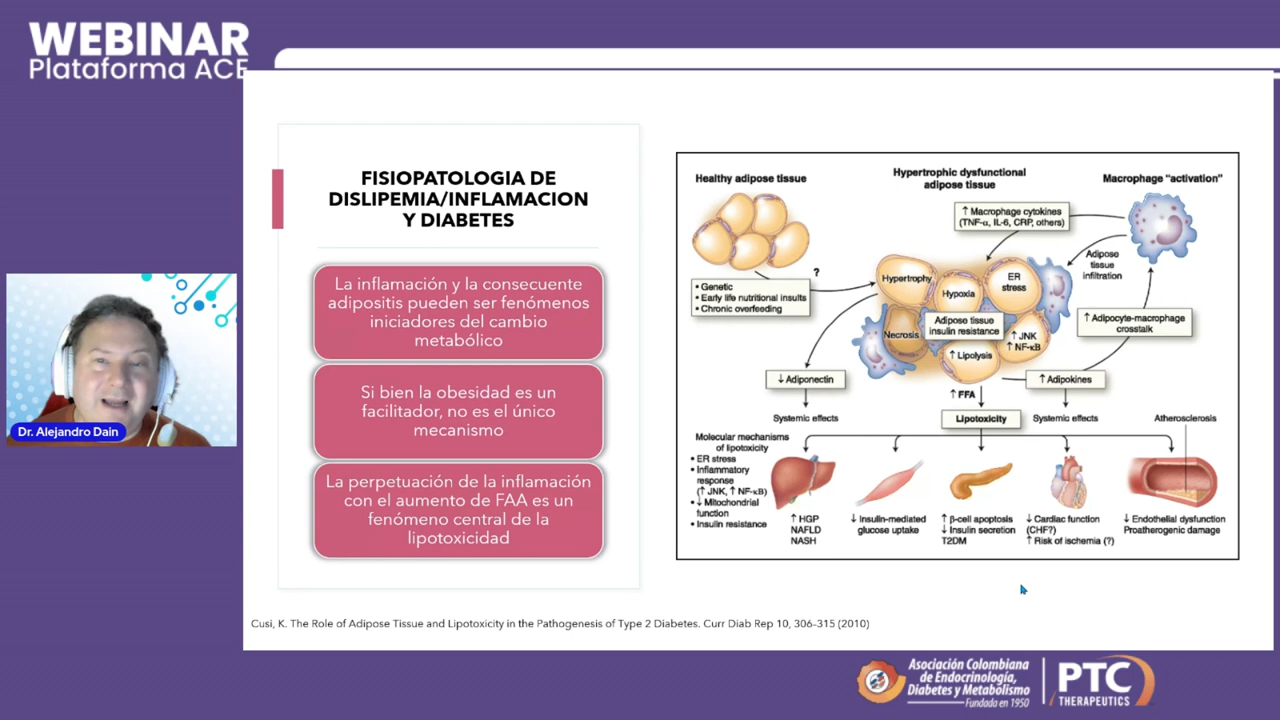 WEBINAR
Plataforma ACE
FISIOPATOLOGIA DE
DISLIPEMIA/INFLAMACION
Y DIABETES
La inflamación y la consecuente
adipositis pueden ser fenómenos
iniciadores del cambio
metabólico
Si bien la obesidad es un
facilitador, no es el único
mecanismo
La perpetuación de la inflamación
con el aumento de FAA es un
fenómeno central de la
lipotoxicidad
Healthy adipose tissue
Hypertrophic dysfunctional
adipose tissue
Macrophage “activation”
↑ Macrophage cytokines
(TNF-α, IL-6, CRP, others)
Adipose
tissue
infiltration
?
• Genetic
• Early life nutritional insults
• Chronic overfeeding
Hypertrophy
Hypoxia
ER
stress
Adipose tissue
insulin resistance
Necrosis
↑ JNK
↑ NF-κB
↑ Lipolysis
↑ Adipocyte-macrophage
crosstalk
↓ Adiponectin
↑ FFA
↑ Adipokines
Systemic effects
Lipotoxicity
Systemic effects
Atherosclerosis
Molecular mechanisms
of lipotoxicity
• ER stress
• Inflammatory
response
(↑ JNK, ↑ NF-κB)
• ↓ Mitochondrial
function
• Insulin resistance
↑ HGP
NAFLD
NASH
↓ Insulin-mediated
glucose uptake
↑ β-cell apoptosis
↓ Insulin secretion
T2DM
↓ Cardiac function
(CHF?)
↑ Risk of ischemia (?)
↓ Endothelial dysfunction
Proatherogenic damage
Dr. Alejandro Dain
Cusi, K. The Role of Adipose Tissue and Lipotoxicity in the Pathogenesis of Type 2 Diabetes. Curr Diab Rep 10, 306–315 (2010)
Asociación Colombiana
de Endocrinología,
Diabetes y Metabolismo
Fundada en 1950
PTC
THERAPEUTICS